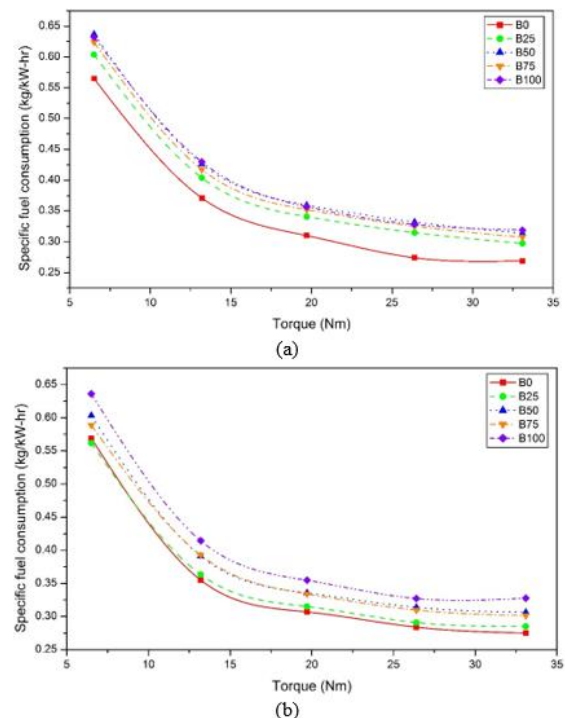 0.65
0.60
0.55
0.50
0.45
0.40
0.35
0.30
0.25
Specific fuel consumption (kg/kW-hr)
B0
B25
B50
B75
B100
5 10 15 20 25 30 35
Torque (Nm)
(a)
0.65
0.60
0.55
0.50
0.45
0.40
0.35
0.30
0.25
Specific fuel consumption (kg/kW-hr)
B0
B25
B50
B75
B100
5 10 15 20 25 30 35
Torque (Nm)
(b)